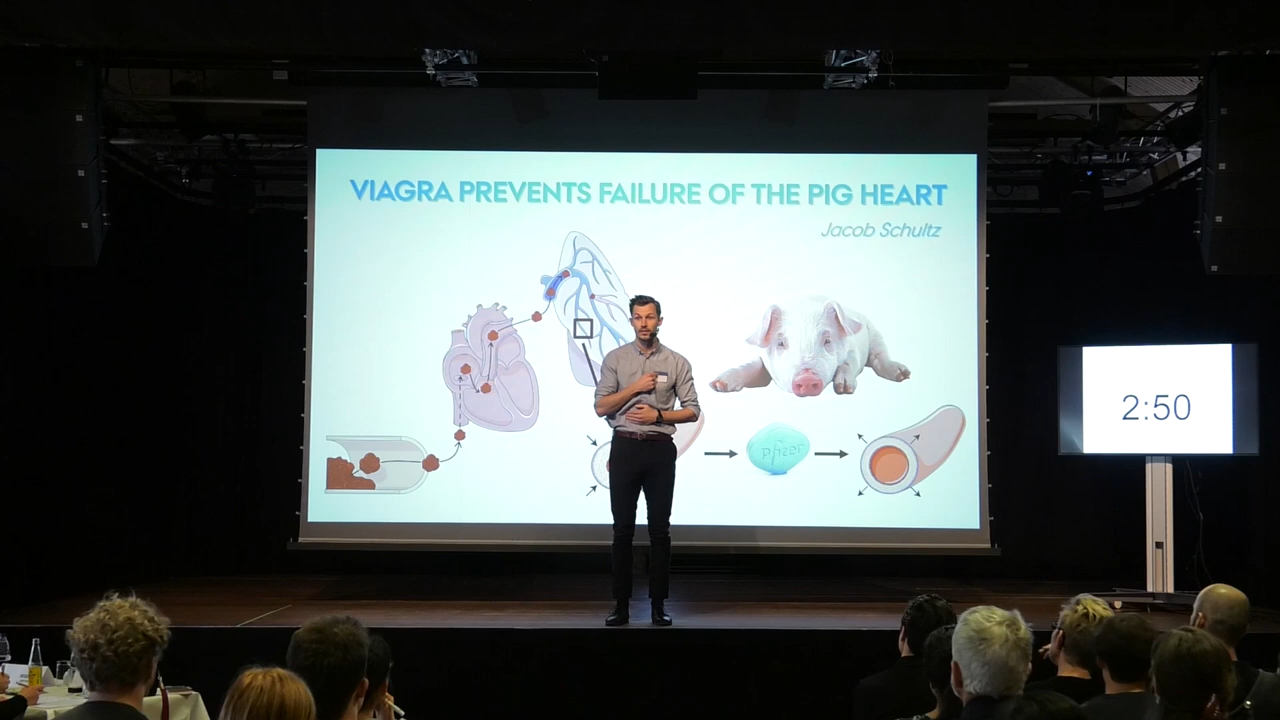 VIAGRA PREVENTS FAILURE OF THE PIG HEART
Jacob Schultz
pfizer
2:50